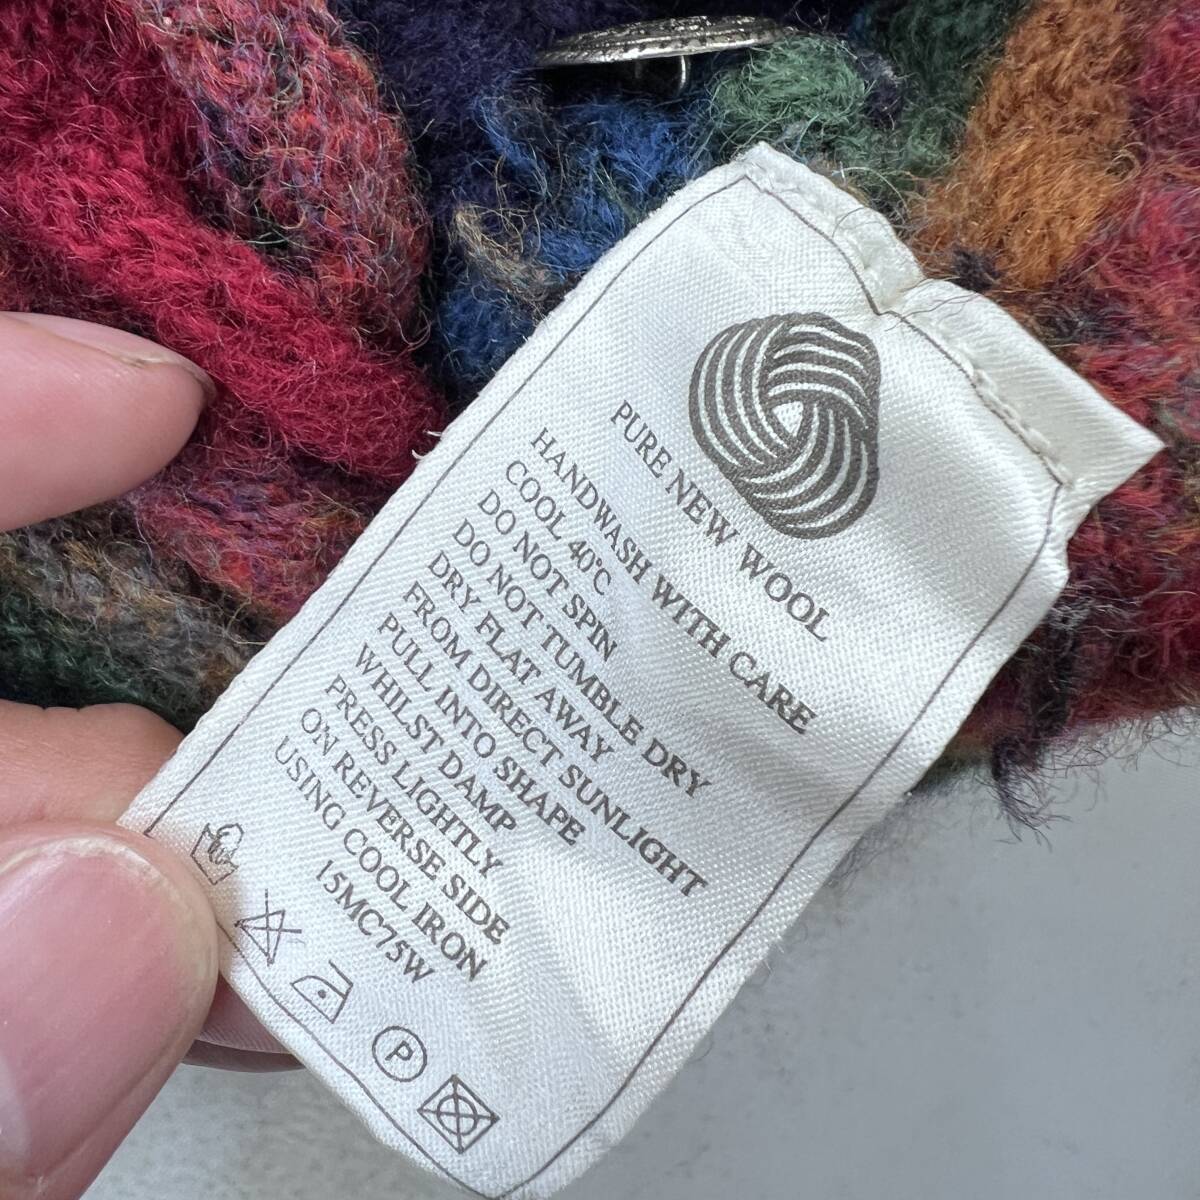 PURE NEW WOOL
HANDWASH WITH CARE
COOL 40°C
DO NOT SPIN
DO NOT TUMBLE DRY
DRY FLAT AWAY
FROM DIRECT SUNLIGHT
PULL INTO SHAPE
WHILST DAMP
PRESS LIGHTLY
ON REVERSE SIDE
USING COOL IRON
15MC75W
P